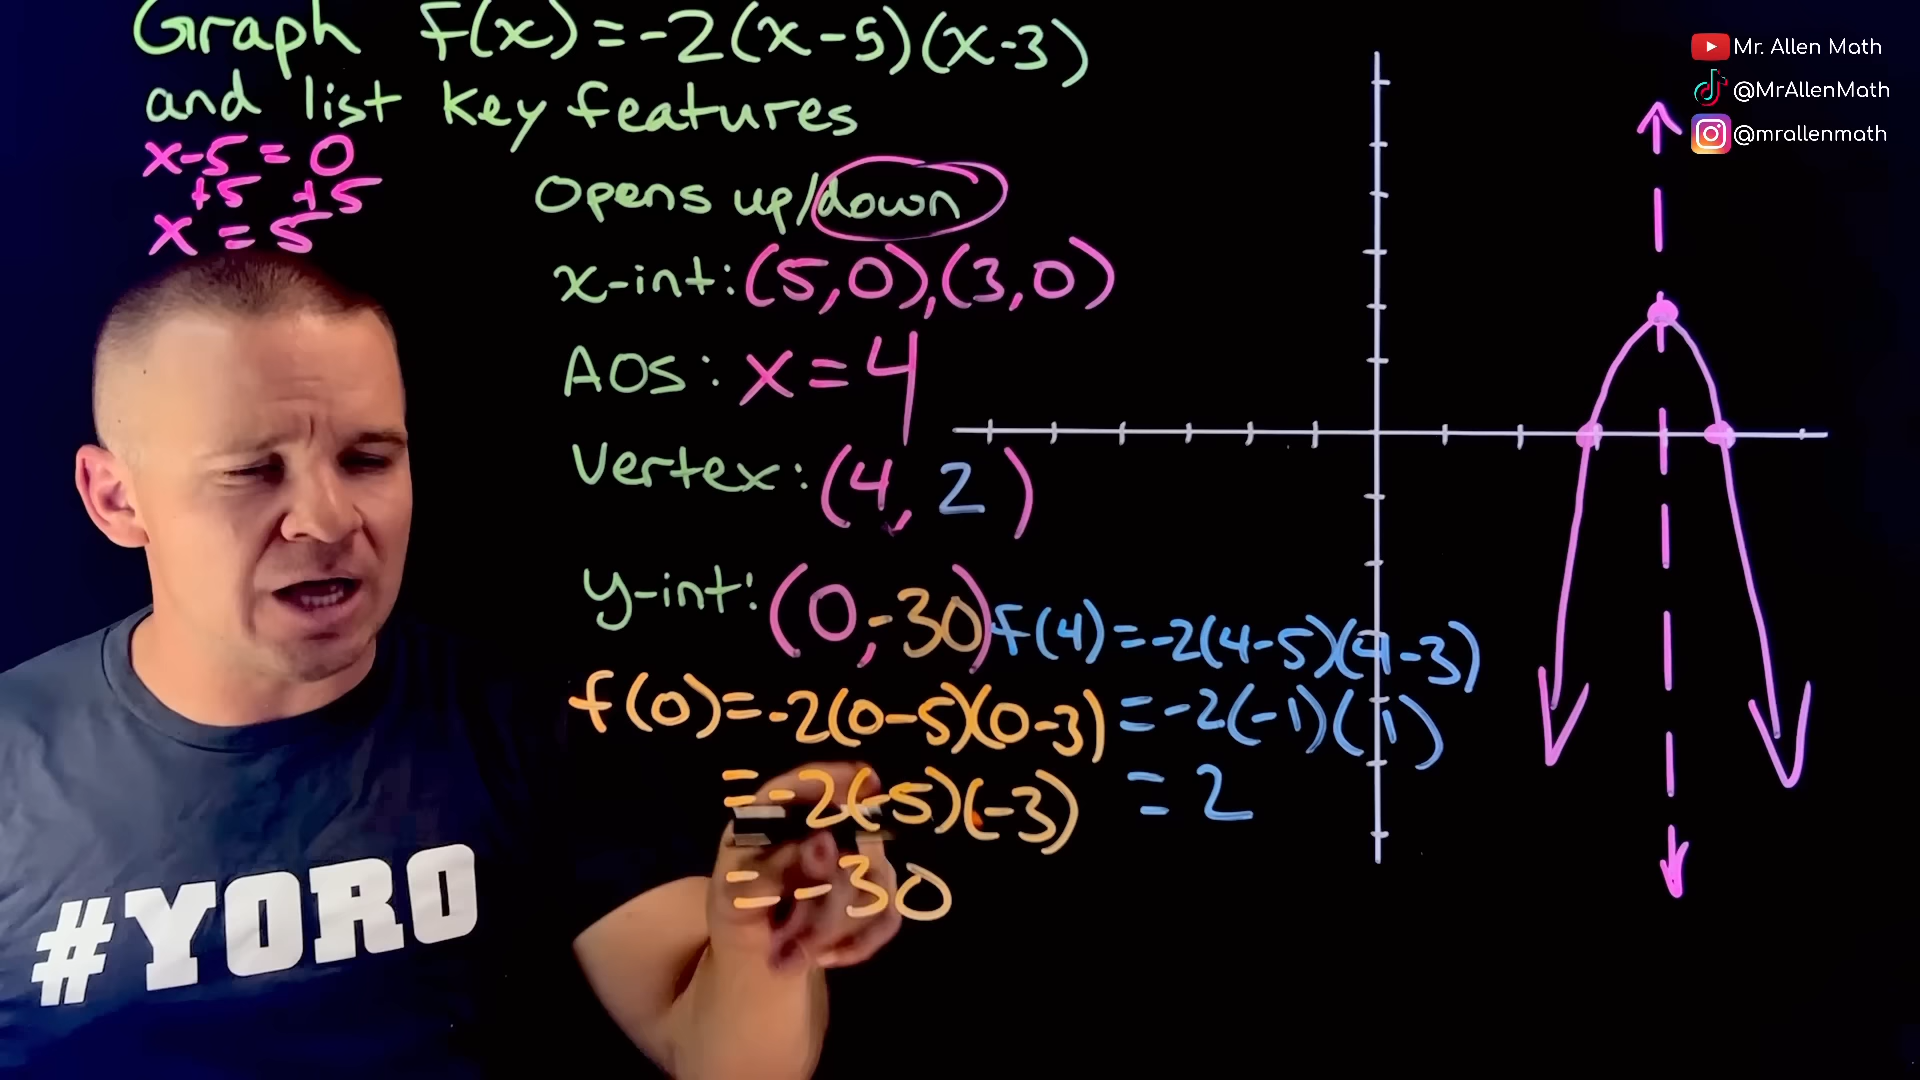 Graph f(x)=-2(x-5)(x-3)
and list key features
x-5=0
+5 +5
x=5
Opens up/down
x-int:(5,0),(3,0)
AOS: x=4
Vertex:(4, 2)
y-int:(0,-30)
f(4)=-2(4-5)(4-3)
=-2(-1)(1)
=2
f(0)=-2(0-5)(0-3)
=-2(-5)(-3)
=-30
#YORO
Mr. Allen Math
@MrAllenMath
@mrallenmath